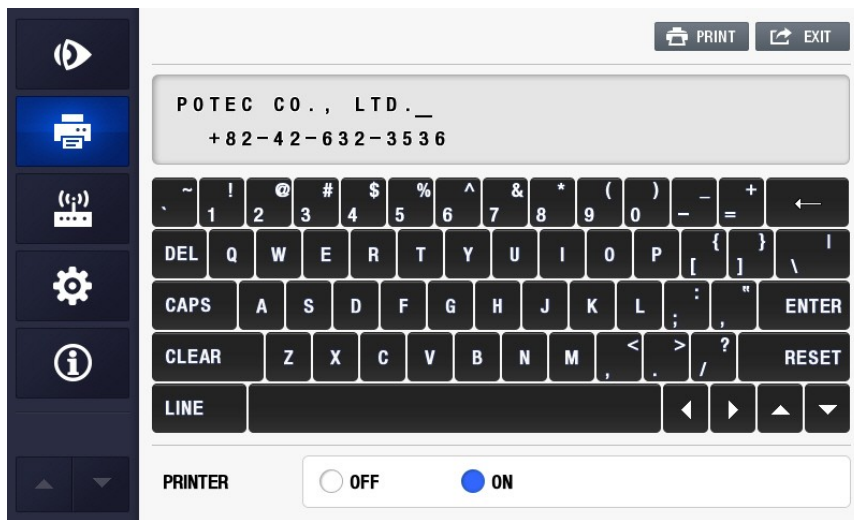 PRINT EXIT
POTEC CO., LTD._
+82-42-632-3536
~ ` ! 1 @ 2 # 3 $ 4 % 5 ^ 6 & 7 * 8 ( 9 ) 0 _ - + = ←
DEL Q W E R T Y U I O P { [ } ] | \
CAPS A S D F G H J K L : ; " , ENTER
CLEAR Z X C V B N M < , > . ? / RESET
LINE
PRINTER OFF ON